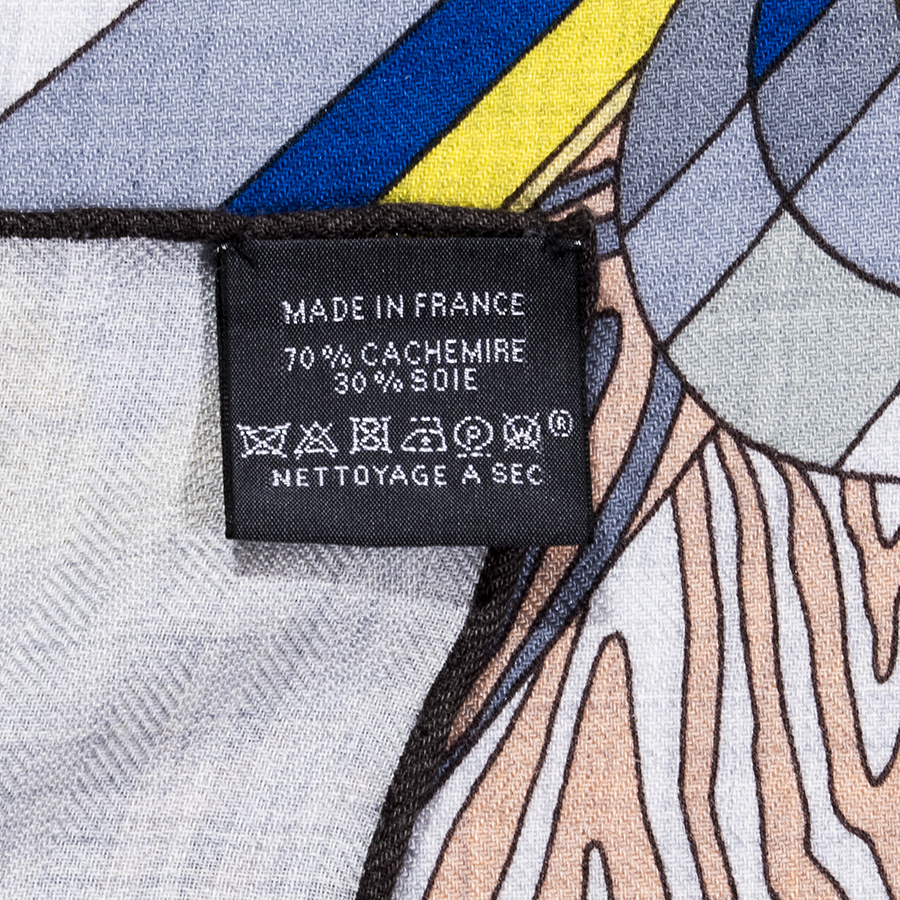 MADE IN FRANCE
70 % CACHEMIRE
30 % SOIE
P W ®
NETTOYAGE A SEC